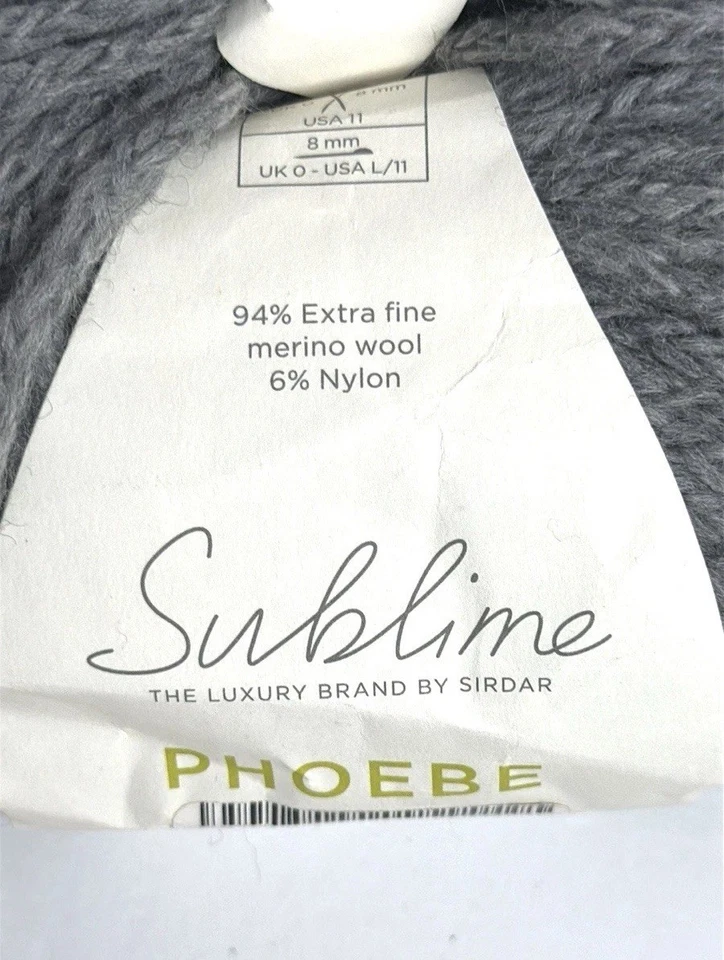 USA 11
8 mm
UK 0 - USA L/11
94% Extra fine
merino wool
6% Nylon
Sublime
THE LUXURY BRAND BY SIRDAR
PHOEBE